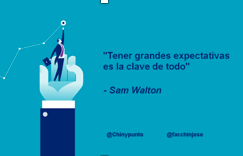 "Tener grandes expectativas
es la clave de todo"
- Sam Walton
@Chinypunto @facchinjose